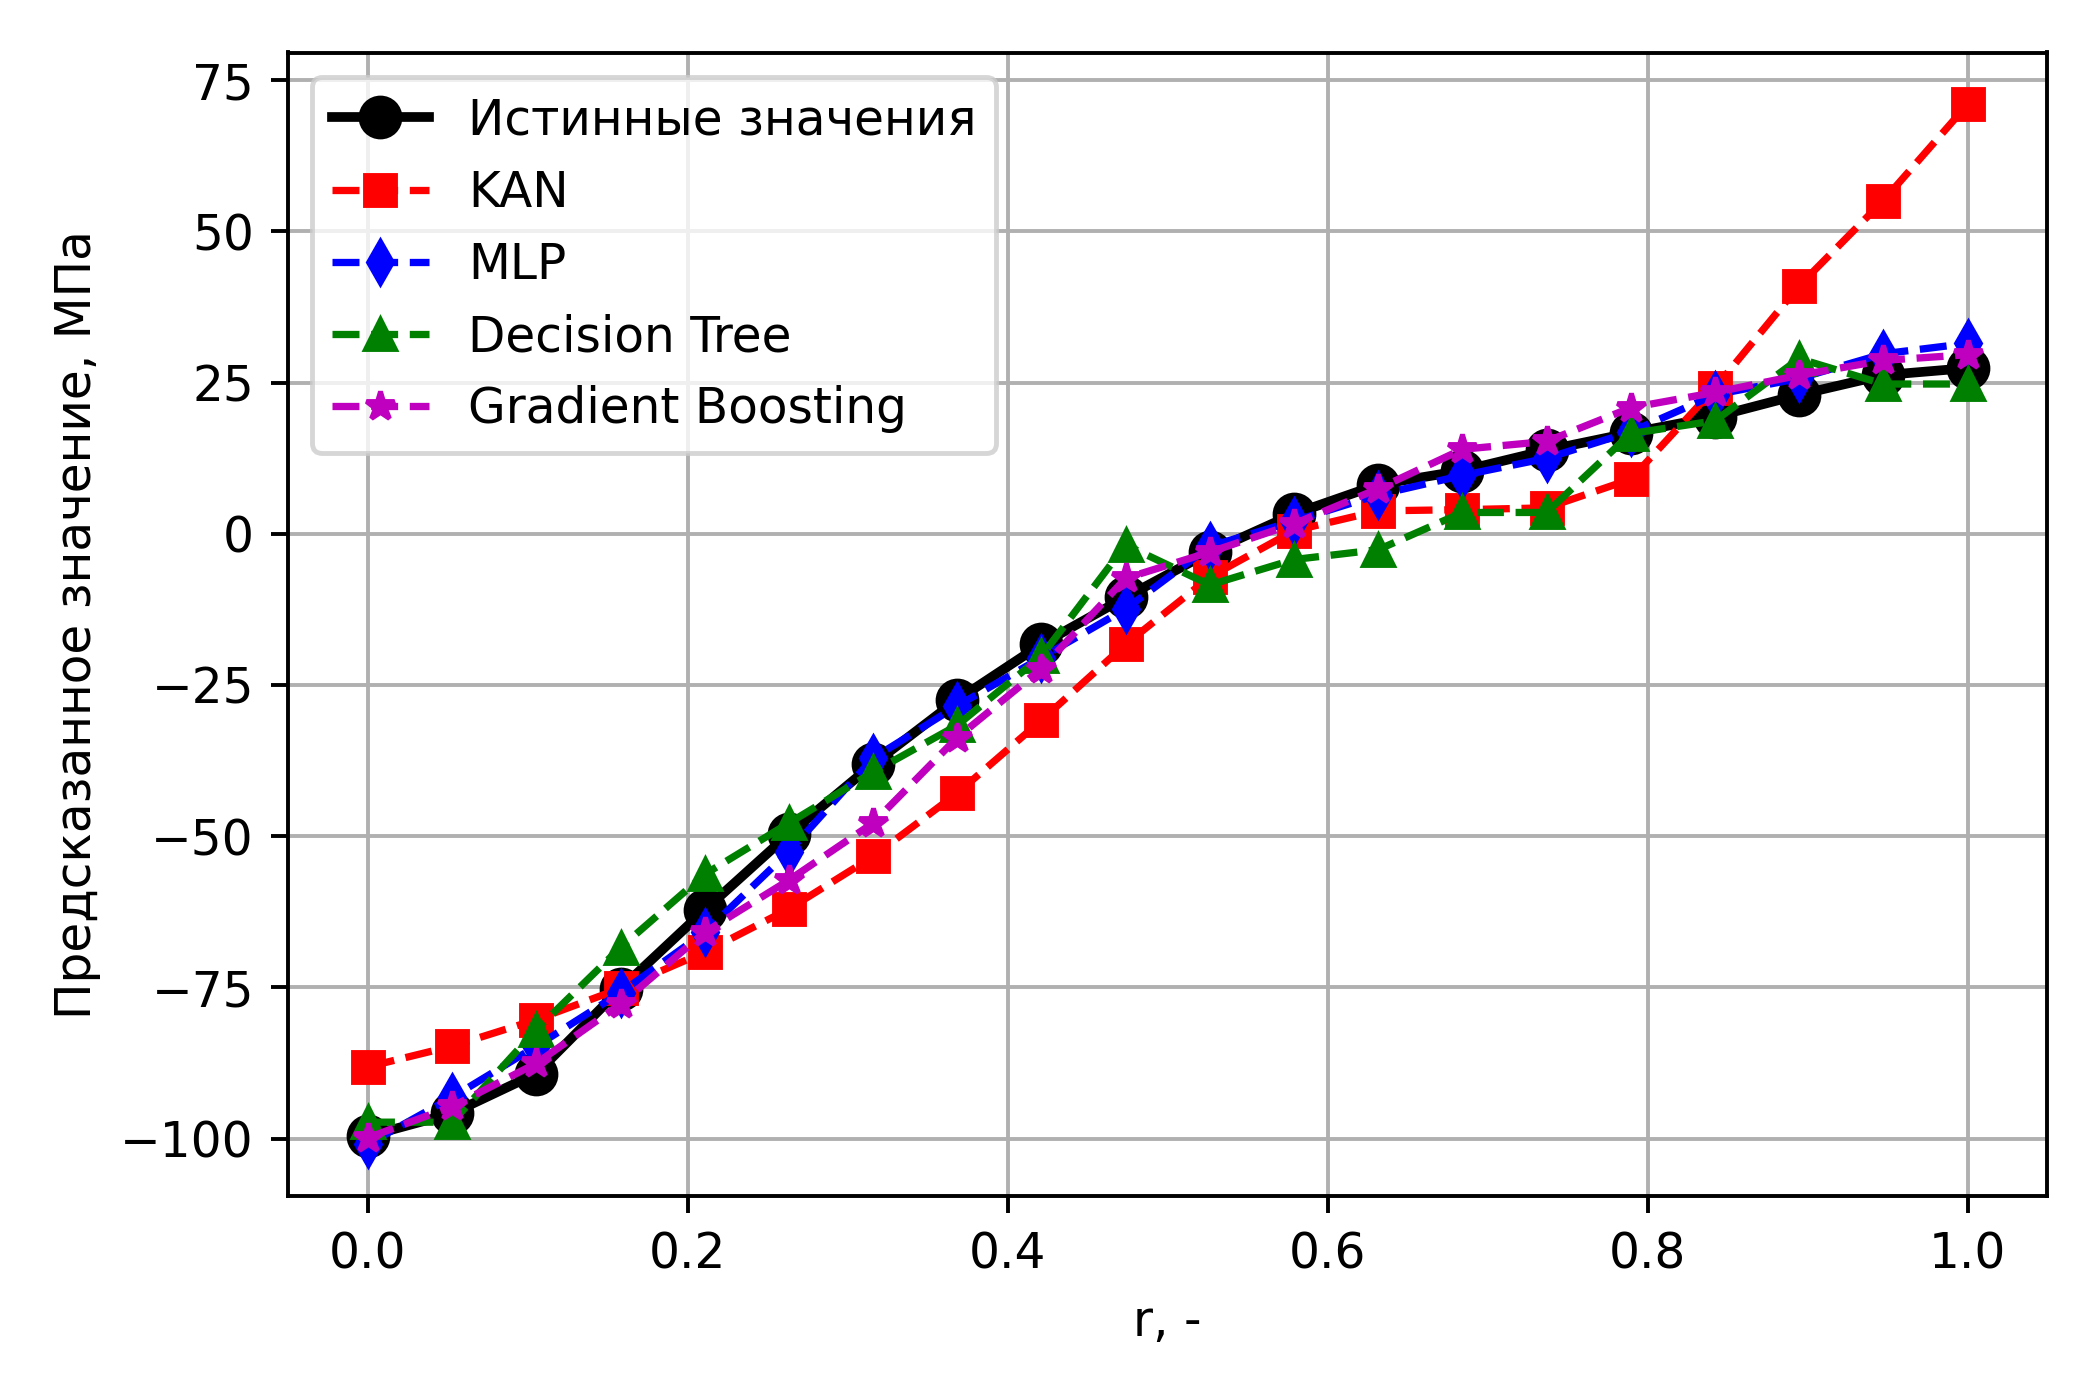 75
50
25
0
−25
−50
−75
−100
Предсказанное значение, МПа
Истинные значения
KAN
MLP
Decision Tree
Gradient Boosting
0.0 0.2 0.4 0.6 0.8 1.0
r, -